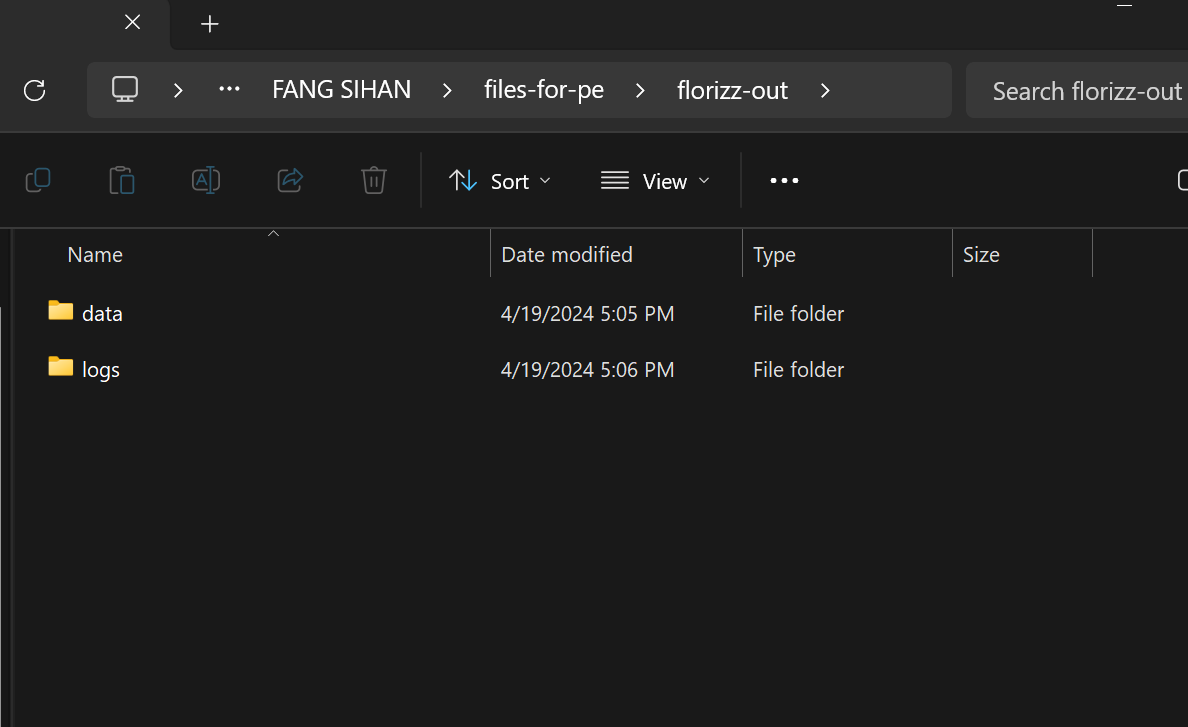 FANG SIHAN files-for-pe florizz-out Search florizz-out
Sort View
Name Date modified Type Size
data 4/19/2024 5:05 PM File folder
logs 4/19/2024 5:06 PM File folder